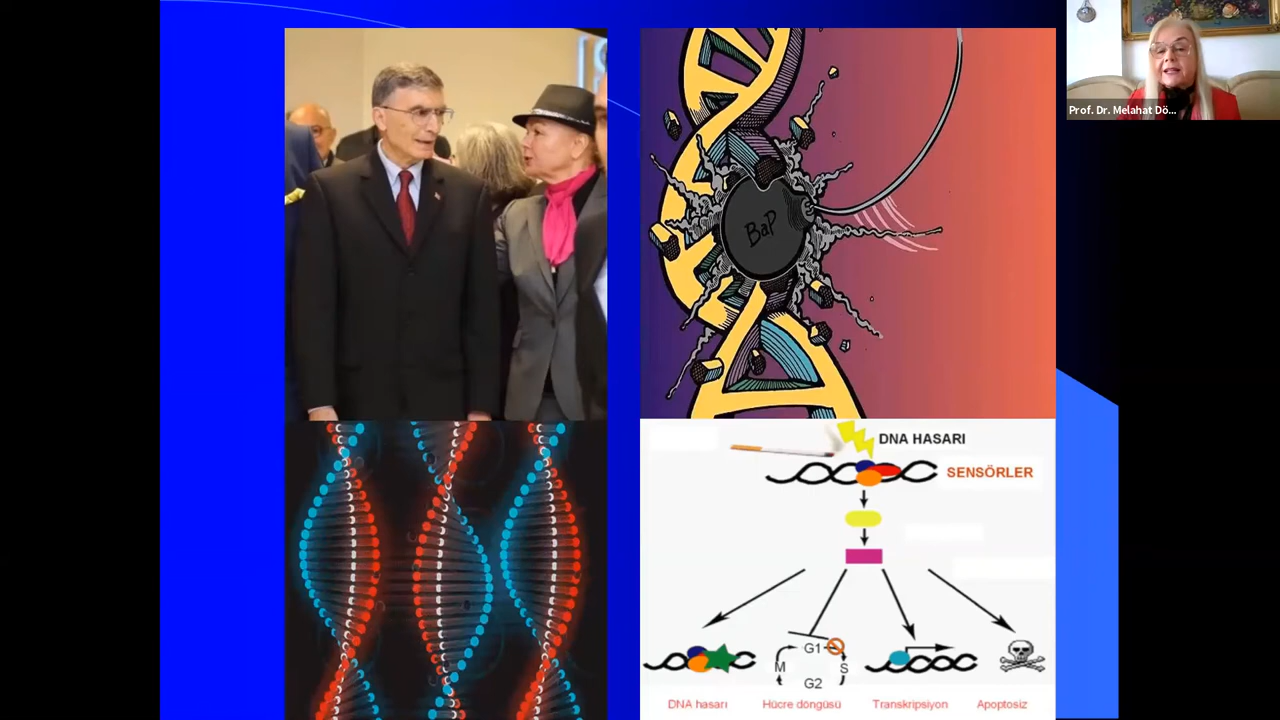 Prof. Dr. Melahat Dö...
BaP
DNA HASARI
SENSÖRLER
G1
M
S
G2
DNA hasarı
Hücre döngüsü
Transkripsiyon
Apoptosiz